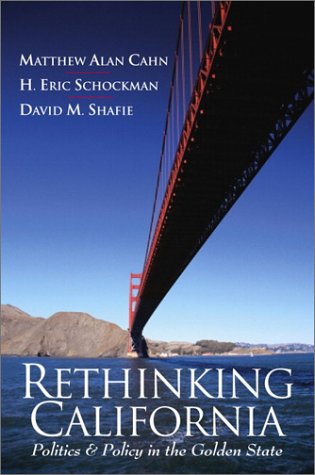 MATTHEW ALAN CAHN
H. ERIC SCHOCKMAN
DAVID M. SHAFIE
RETHINKING
CALIFORNIA
Politics & Policy in the Golden State